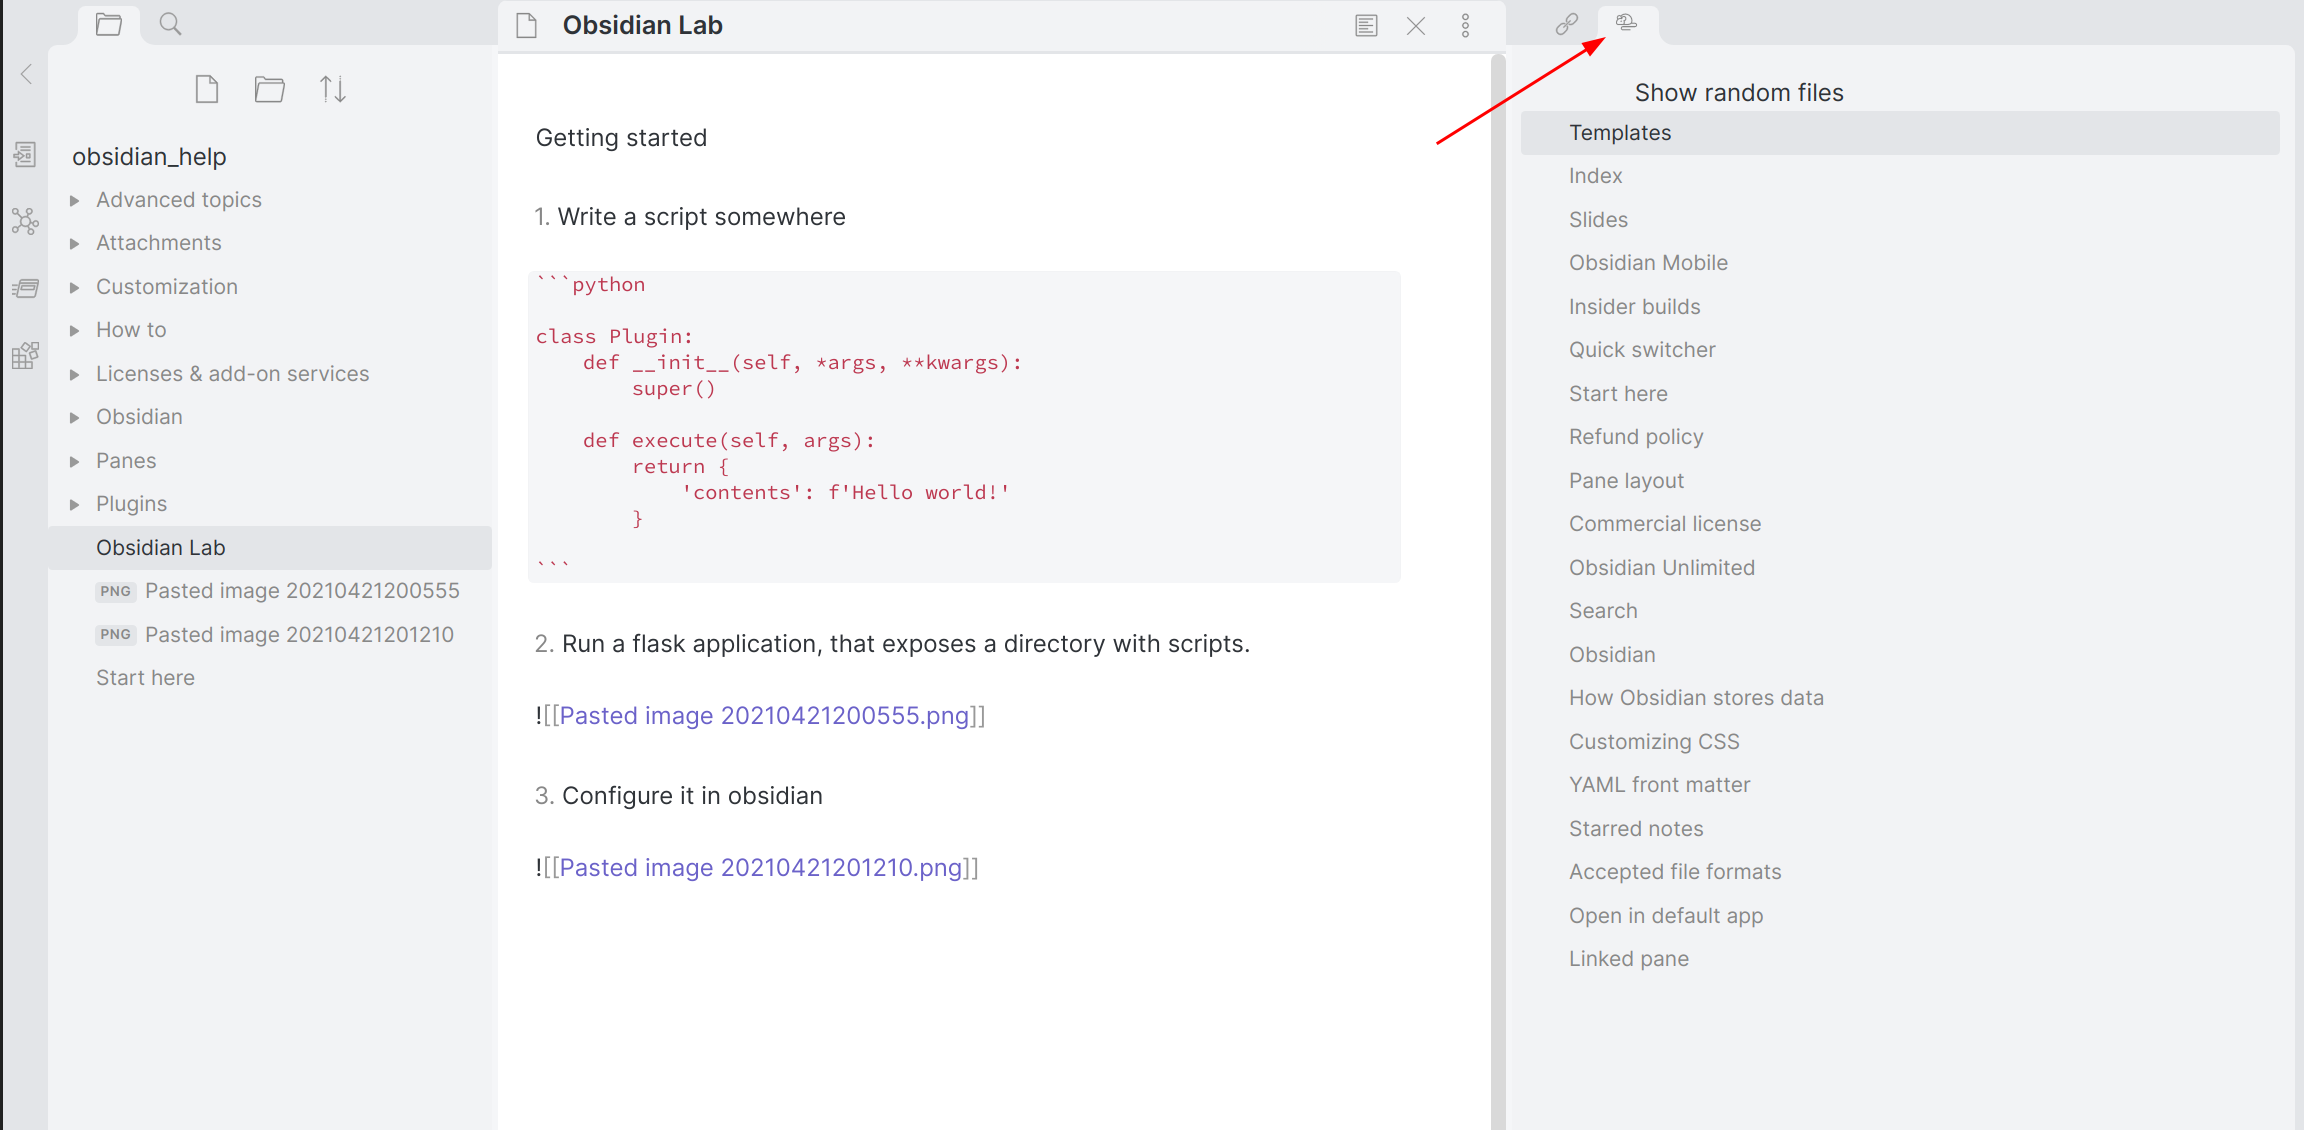 obsidian_help
Advanced topics
Attachments
Customization
How to
Licenses & add-on services
Obsidian
Panes
Plugins
Obsidian Lab
PNG Pasted image 20210421200555
PNG Pasted image 20210421201210
Start here
Obsidian Lab
Getting started
1. Write a script somewhere
```python
class Plugin:
    def __init__(self, *args, **kwargs):
        super()
    def execute(self, args):
        return {
            'contents': f'Hello world!'
        }
```
2. Run a flask application, that exposes a directory with scripts.
![[Pasted image 20210421200555.png]]
3. Configure it in obsidian
![[Pasted image 20210421201210.png]]
Show random files
Templates
Index
Slides
Obsidian Mobile
Insider builds
Quick switcher
Start here
Refund policy
Pane layout
Commercial license
Obsidian Unlimited
Search
Obsidian
How Obsidian stores data
Customizing CSS
YAML front matter
Starred notes
Accepted file formats
Open in default app
Linked pane